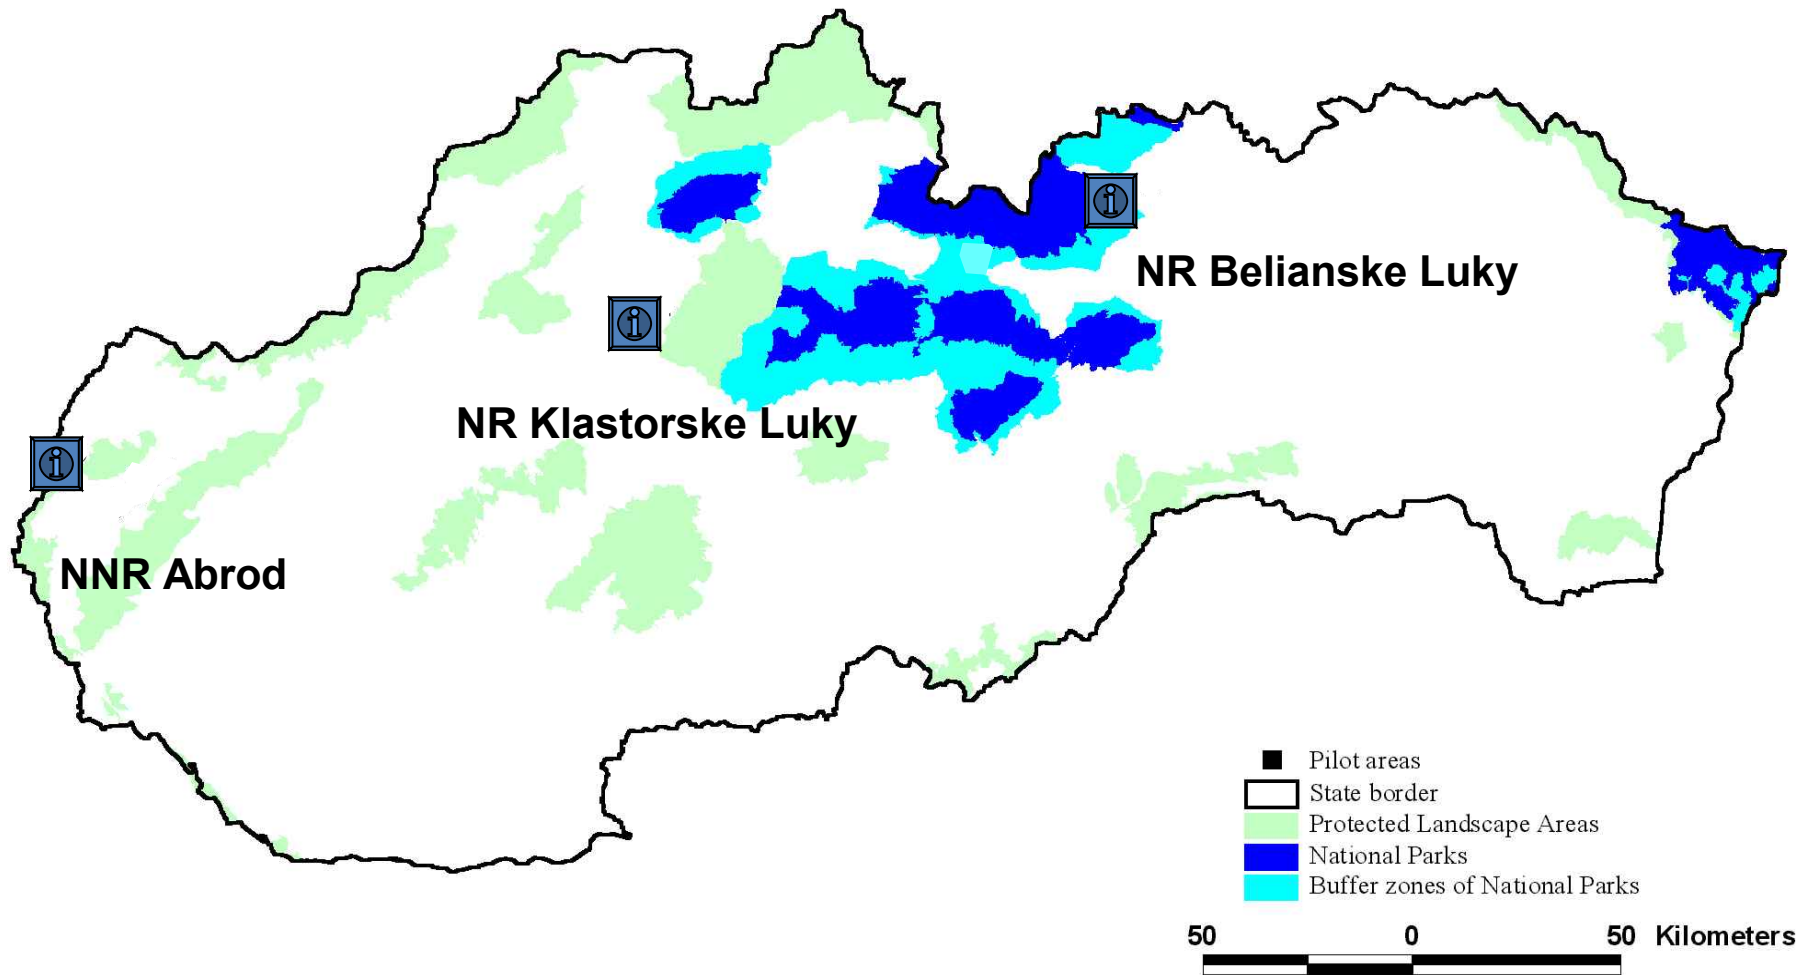 NR Belianske Luky
NR Klastorske Luky
NNR Abrod
Pilot areas
State border
Protected Landscape Areas
National Parks
Buffer zones of National Parks
50 0 50 Kilometers